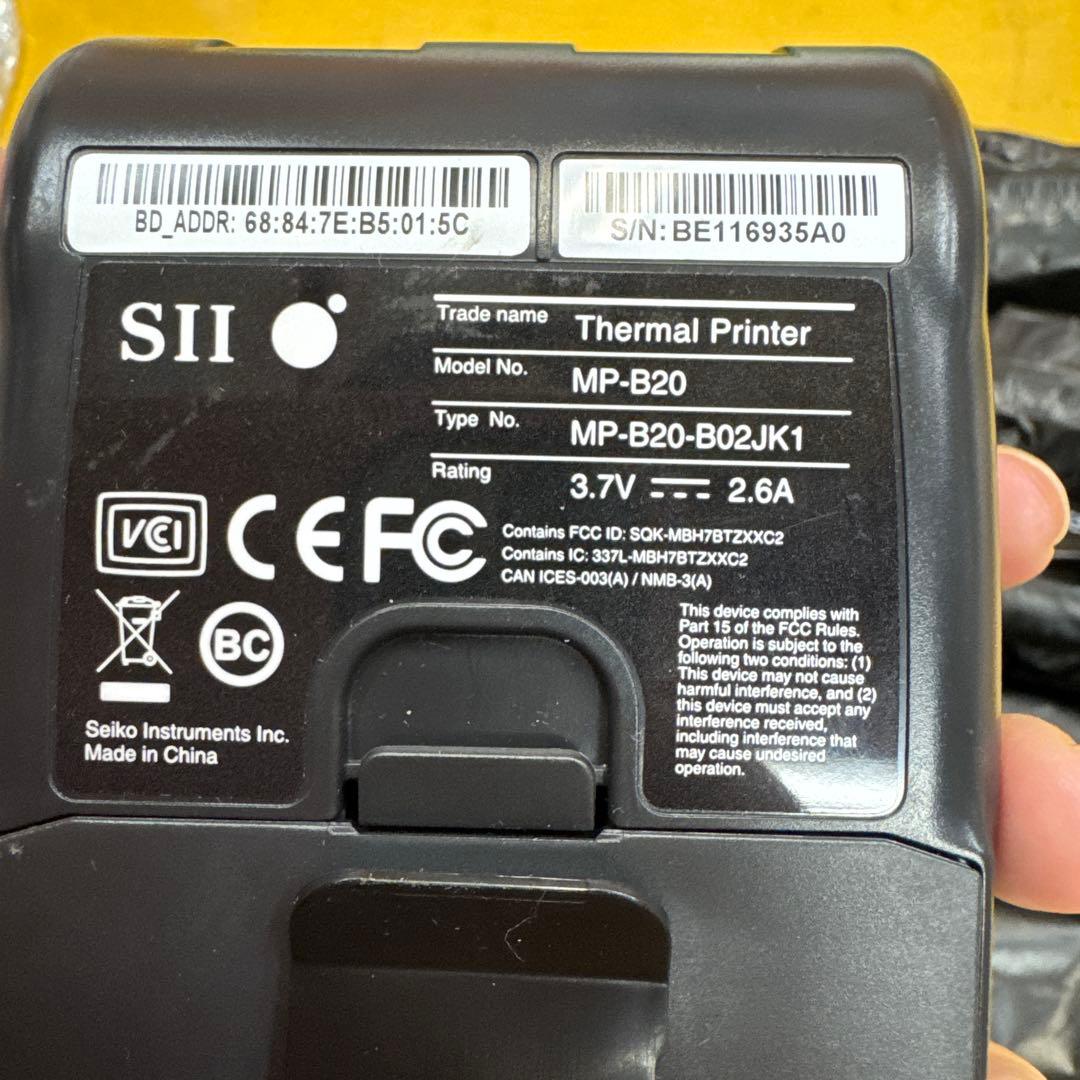 BD_ADDR: 68:84:7E:B5:01:5C
S/N: BE116935A0
SII
Trade name Thermal Printer
Model No. MP-B20
Type No. MP-B20-B02JK1
Rating 3.7V 2.6A
VCI
CE FC
Contains FCC ID: SQK-MBH7BTZXXC2
Contains IC: 337L-MBH7BTZXXC2
CAN ICES-003(A) / NMB-3(A)
BC
Seiko Instruments Inc.
Made in China
This device complies with
Part 15 of the FCC Rules.
Operation is subject to the
following two conditions: (1)
This device may not cause
harmful interference, and (2)
this device must accept any
interference received,
including interference that
may cause undesired
operation.